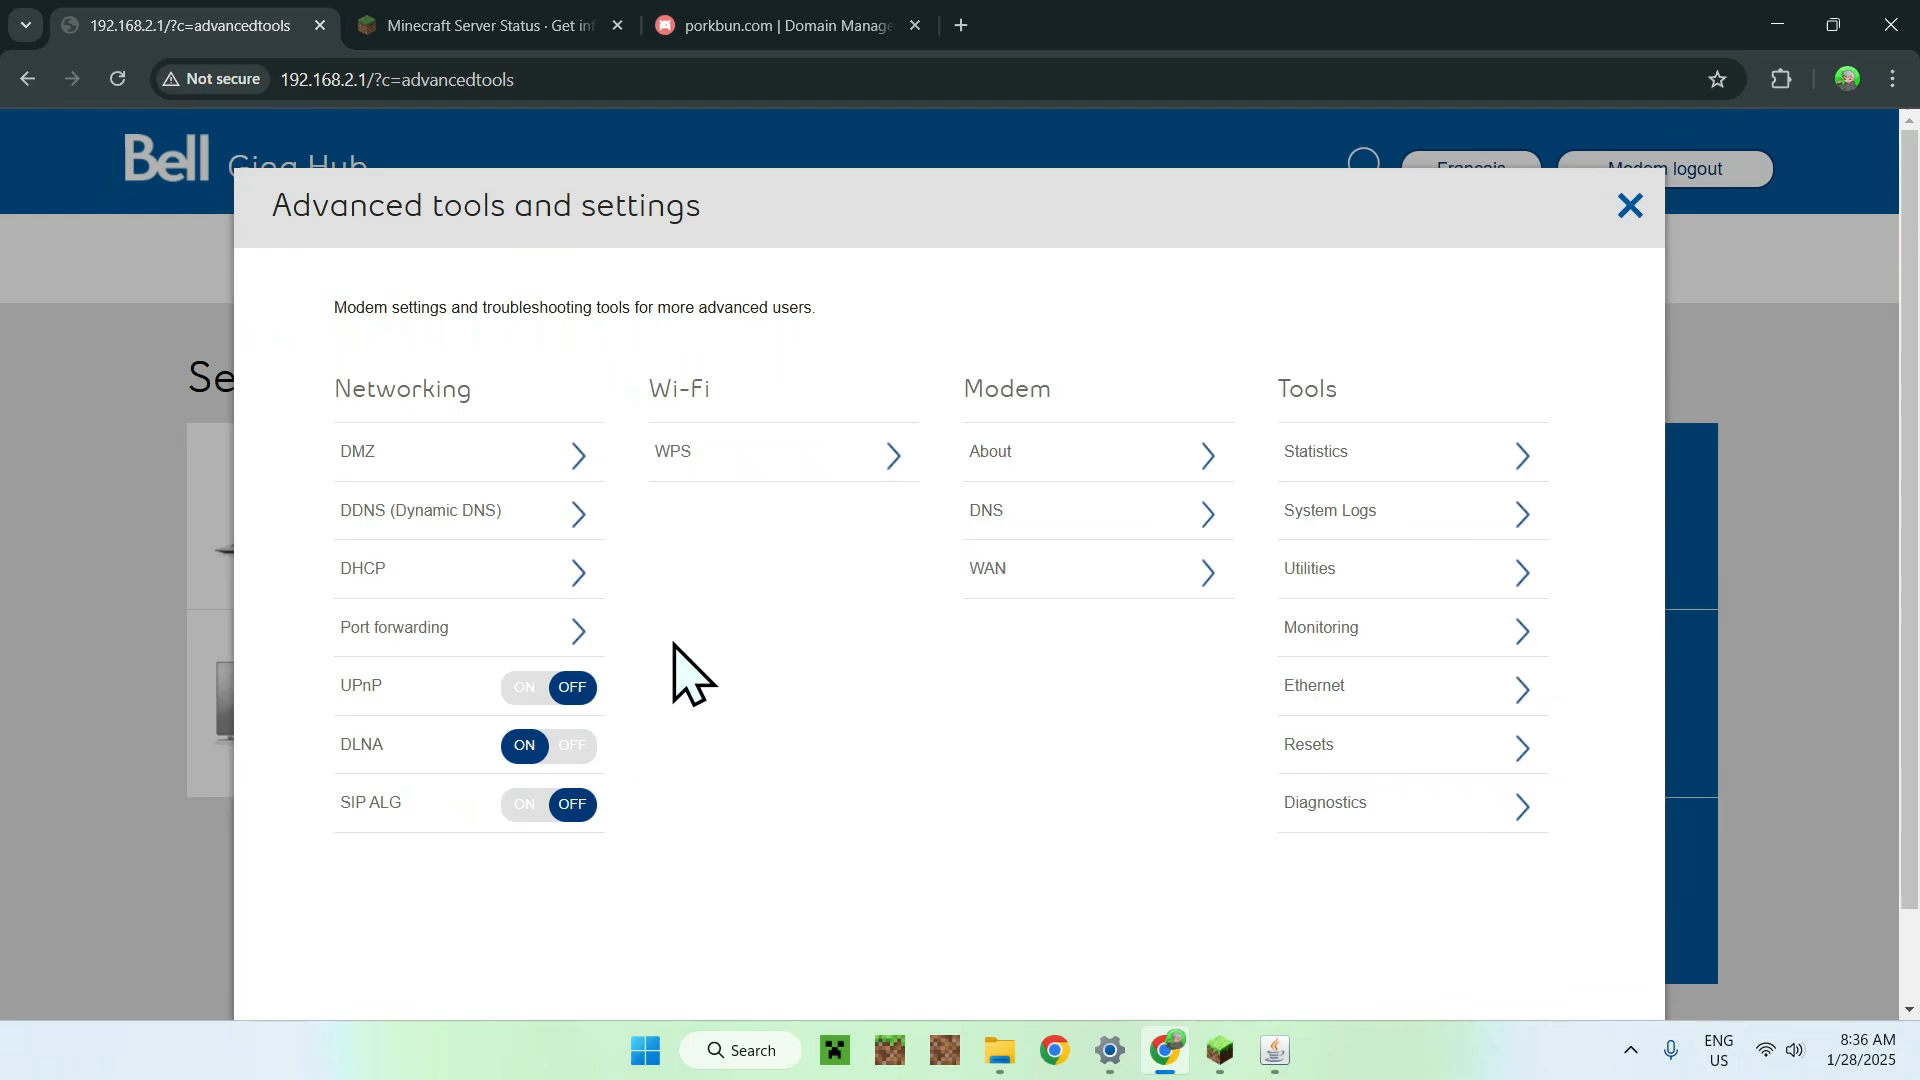 192.168.2.1/?c=advancedtools
Minecraft Server Status · Get inf
porkbun.com | Domain Manage
Not secure
192.168.2.1/?c=advancedtools
Bell
Giga Hub
Français
Modem logout
Advanced tools and settings
Modem settings and troubleshooting tools for more advanced users.
Se
Networking
DMZ
DDNS (Dynamic DNS)
DHCP
Port forwarding
UPnP
ON OFF
DLNA
ON OFF
SIP ALG
ON OFF
Wi-Fi
WPS
Modem
About
DNS
WAN
Tools
Statistics
System Logs
Utilities
Monitoring
Ethernet
Resets
Diagnostics
Search
ENG
US
8:36 AM
1/28/2025